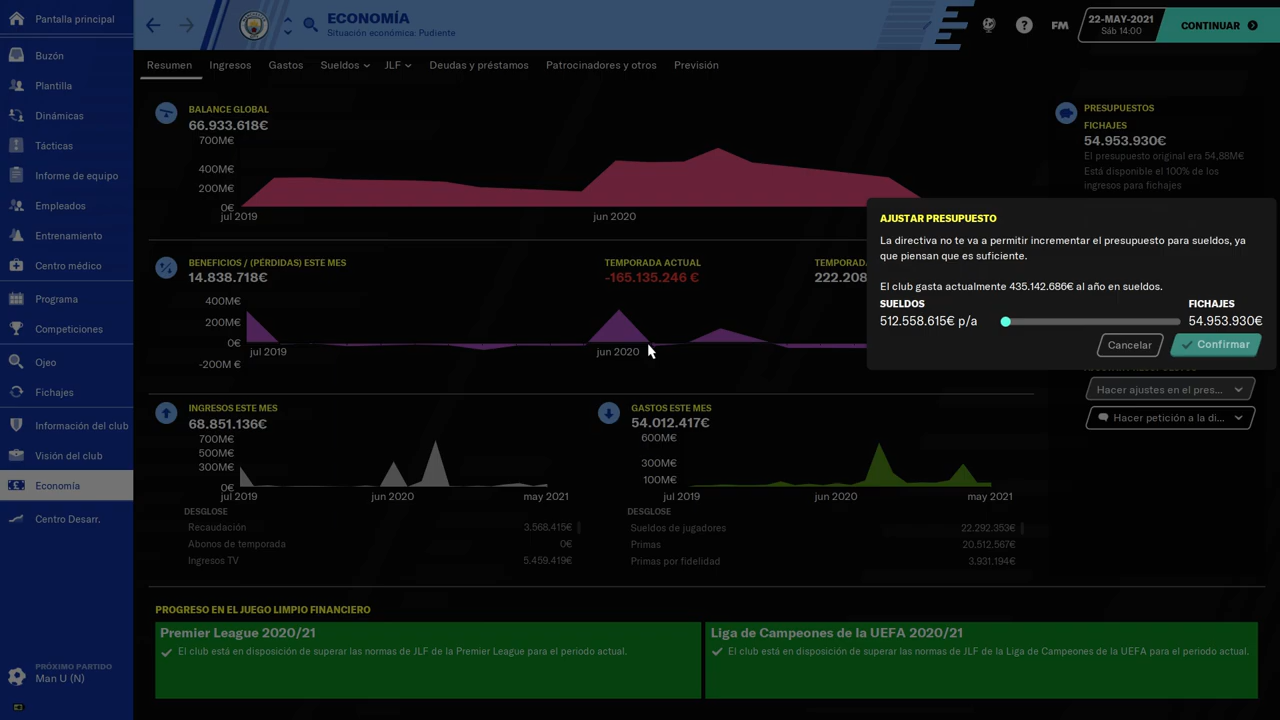 Pantalla principal
ECONOMÍA
Situación económica: Pudiente
FM
22-MAY-2021
Sáb 14:00
CONTINUAR
Buzón
Plantilla
Dinámicas
Tácticas
Informe de equipo
Empleados
Entrenamiento
Centro médico
Programa
Competiciones
Ojeo
Fichajes
Información del club
Visión del club
Economía
Centro Desarr.
PRÓXIMO PARTIDO
Man U (N)
Resumen
Ingresos
Gastos
Sueldos
JLF
Deudas y préstamos
Patrocinadores y otros
Previsión
BALANCE GLOBAL
66.933.618€
700M€
400M€
200M€
0€
jul 2019
jun 2020
PRESUPUESTOS
FICHAJES
54.953.930€
El presupuesto original era 54,88M€
Está disponible el 100% de los
ingresos para fichajes
AJUSTAR PRESUPUESTO
La directiva no te va a permitir incrementar el presupuesto para sueldos, ya
que piensan que es suficiente.
El club gasta actualmente 435.142.686€ al año en sueldos.
SUELDOS
512.558.615€ p/a
FICHAJES
54.953.930€
Cancelar
Confirmar
Hacer ajustes en el pres...
Hacer petición a la di...
BENEFICIOS / (PÉRDIDAS) ESTE MES
14.838.718€
TEMPORADA ACTUAL
-165.135.246 €
TEMPORAD
222.208
400M€
200M€
0€
-200M €
jul 2019
jun 2020
INGRESOS ESTE MES
68.851.136€
700M€
500M€
300M€
0€
jul 2019
jun 2020
may 2021
DESGLOSE
Recaudación 3.568.415€
Abonos de temporada 0€
Ingresos TV 5.459.419€
GASTOS ESTE MES
54.012.417€
600M€
300M€
100M€
jul 2019
jun 2020
may 2021
DESGLOSE
Sueldos de jugadores 22.292.353€
Primas 20.512.567€
Primas por fidelidad 3.931.194€
PROGRESO EN EL JUEGO LIMPIO FINANCIERO
Premier League 2020/21
El club está en disposición de superar las normas de JLF de la Premier League para el periodo actual.
Liga de Campeones de la UEFA 2020/21
El club está en disposición de superar las normas de JLF de la Liga de Campeones de la UEFA para el periodo actual.